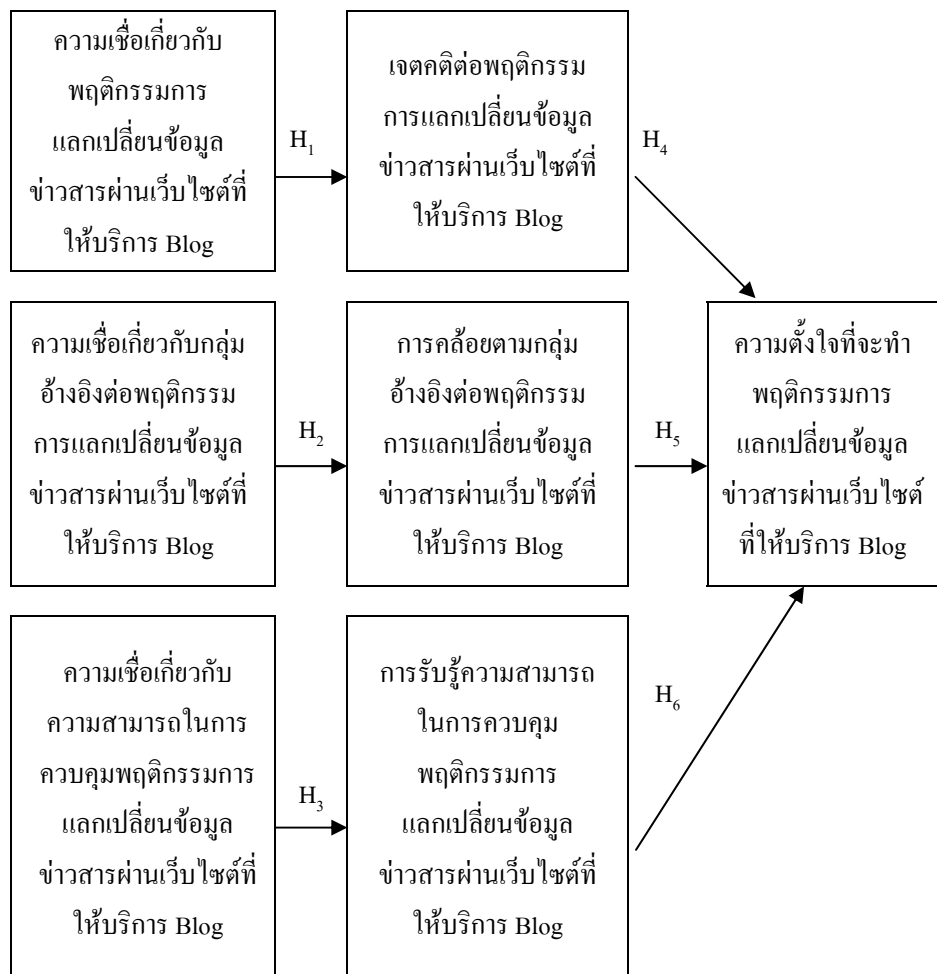 ความเชื่อเกี่ยวกับ
พฤติกรรมการ
แลกเปลี่ยนข้อมูล
ข่าวสารผ่านเว็บไซต์ที่
ให้บริการ Blog
H₁
เจตคติต่อพฤติกรรม
การแลกเปลี่ยนข้อมูล
ข่าวสารผ่านเว็บไซต์ที่
ให้บริการ Blog
H₄
ความเชื่อเกี่ยวกับกลุ่ม
อ้างอิงต่อพฤติกรรม
การแลกเปลี่ยนข้อมูล
ข่าวสารผ่านเว็บไซต์ที่
ให้บริการ Blog
H₂
การคล้อยตามกลุ่ม
อ้างอิงต่อพฤติกรรม
การแลกเปลี่ยนข้อมูล
ข่าวสารผ่านเว็บไซต์ที่
ให้บริการ Blog
H₅
ความตั้งใจที่จะทำ
พฤติกรรมการ
แลกเปลี่ยนข้อมูล
ข่าวสารผ่านเว็บไซต์
ที่ให้บริการ Blog
ความเชื่อเกี่ยวกับ
ความสามารถในการ
ควบคุมพฤติกรรมการ
แลกเปลี่ยนข้อมูล
ข่าวสารผ่านเว็บไซต์ที่
ให้บริการ Blog
H₃
การรับรู้ความสามารถ
ในการควบคุม
พฤติกรรมการ
แลกเปลี่ยนข้อมูล
ข่าวสารผ่านเว็บไซต์ที่
ให้บริการ Blog
H₆